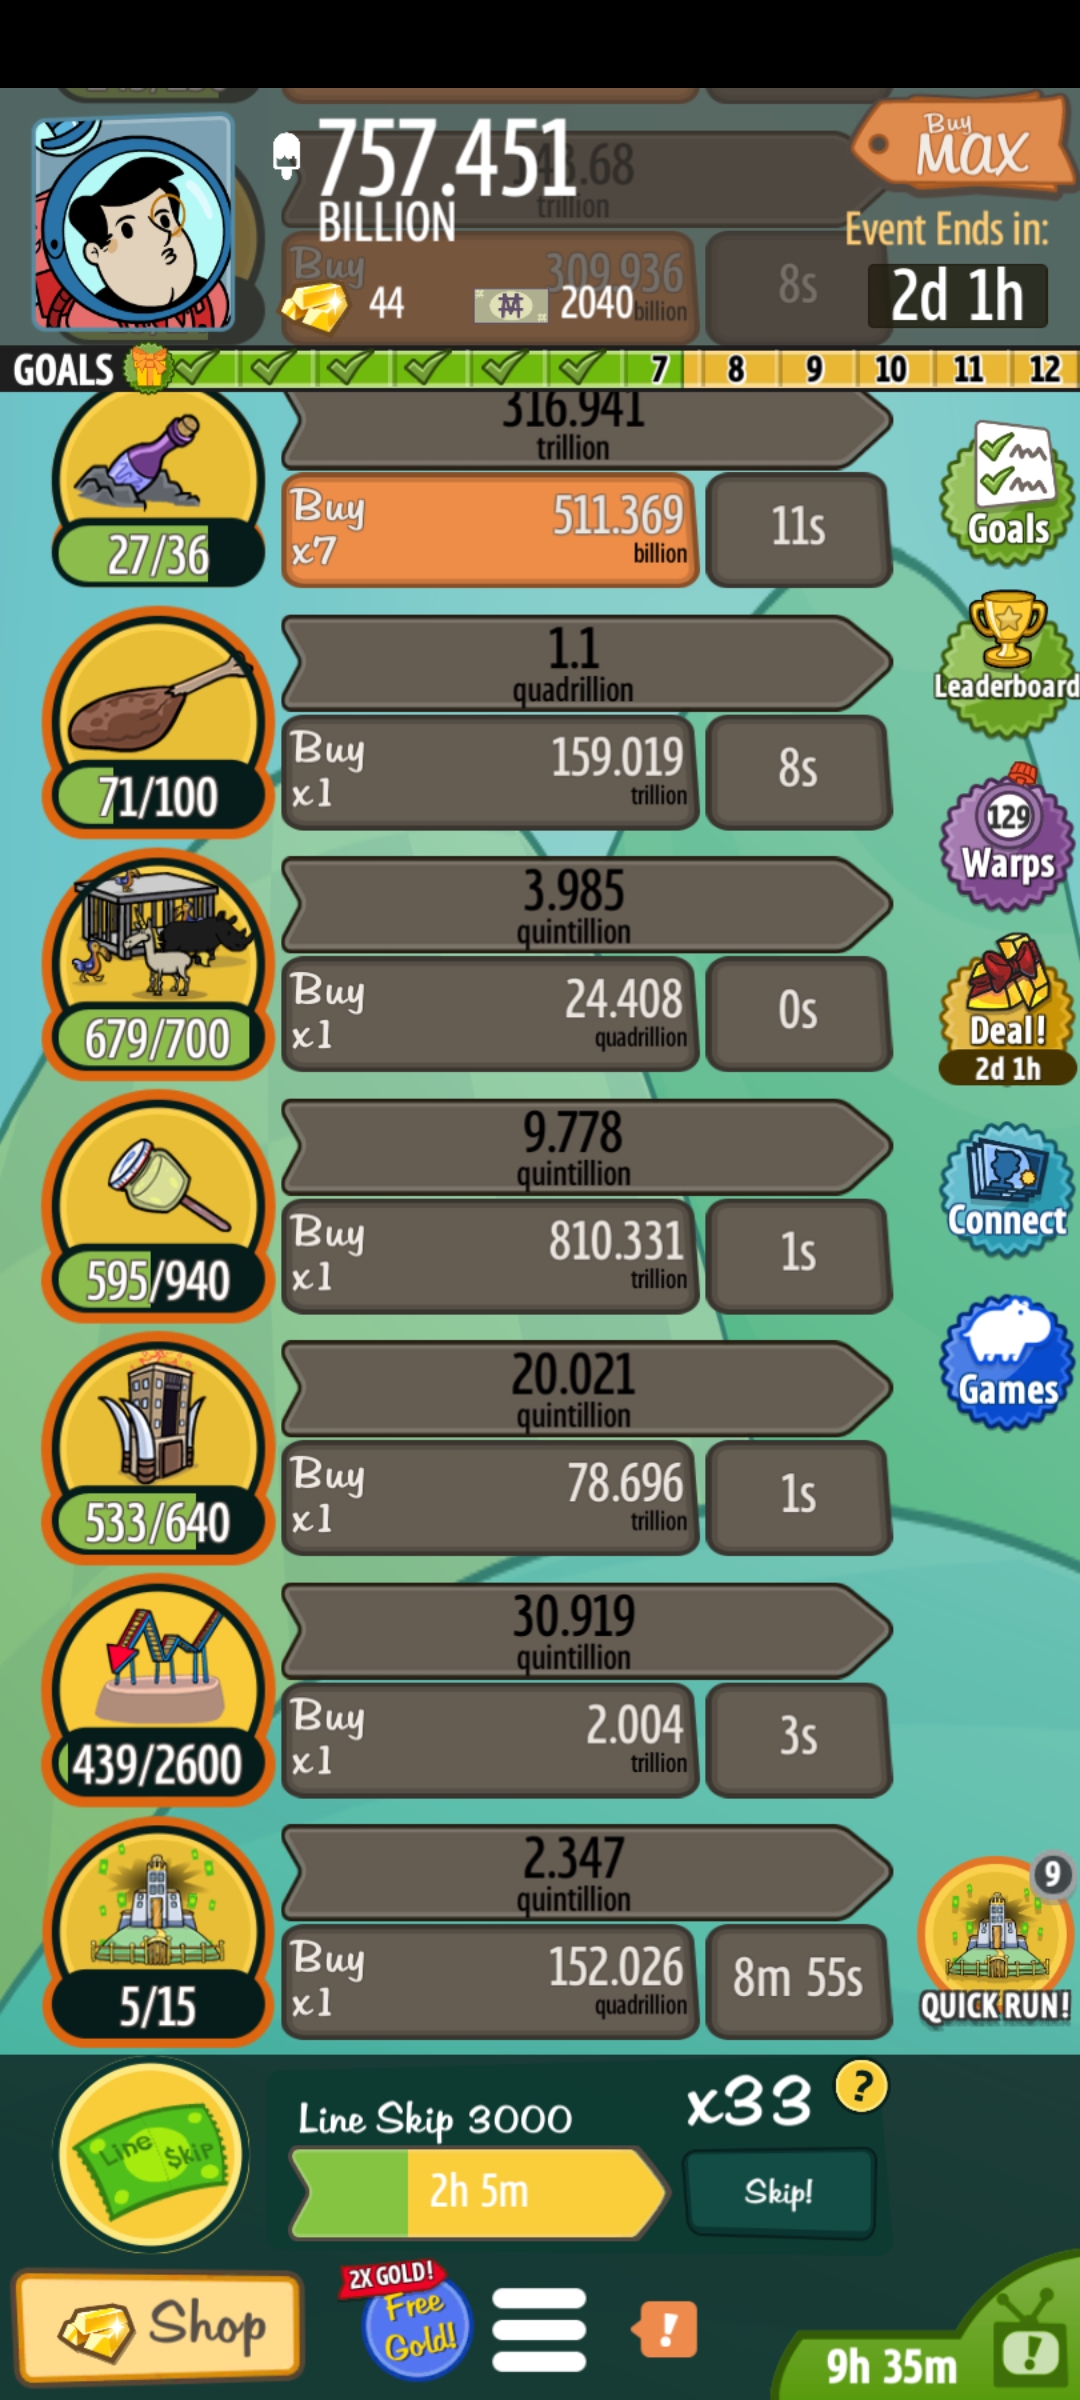 757.451
BILLION
43.68
trillion
Buy
MAX
Event Ends in:
2d 1h
Buy
309.936
billion
8s
44
2040
GOALS
7
8
9
10
11
12
316.941
trillion
Buy
x7
511.369
billion
11s
27/36
Goals
1.1
quadrillion
Buy
x1
159.019
trillion
8s
71/100
Leaderboard
129
Warps
3.985
quintillion
Buy
x1
24.408
quadrillion
0s
679/700
Deal!
2d 1h
9.778
quintillion
Buy
x1
810.331
trillion
1s
595/940
Connect
20.021
quintillion
Buy
x1
78.696
trillion
1s
533/640
Games
30.919
quintillion
Buy
x1
2.004
trillion
3s
439/2600
2.347
quintillion
Buy
x1
152.026
quadrillion
8m 55s
5/15
9
QUICK RUN!
Line $kip
Line Skip 3000
x33
?
2h 5m
Skip!
Shop
2X GOLD!
Free
Gold!
!
9h 35m
!